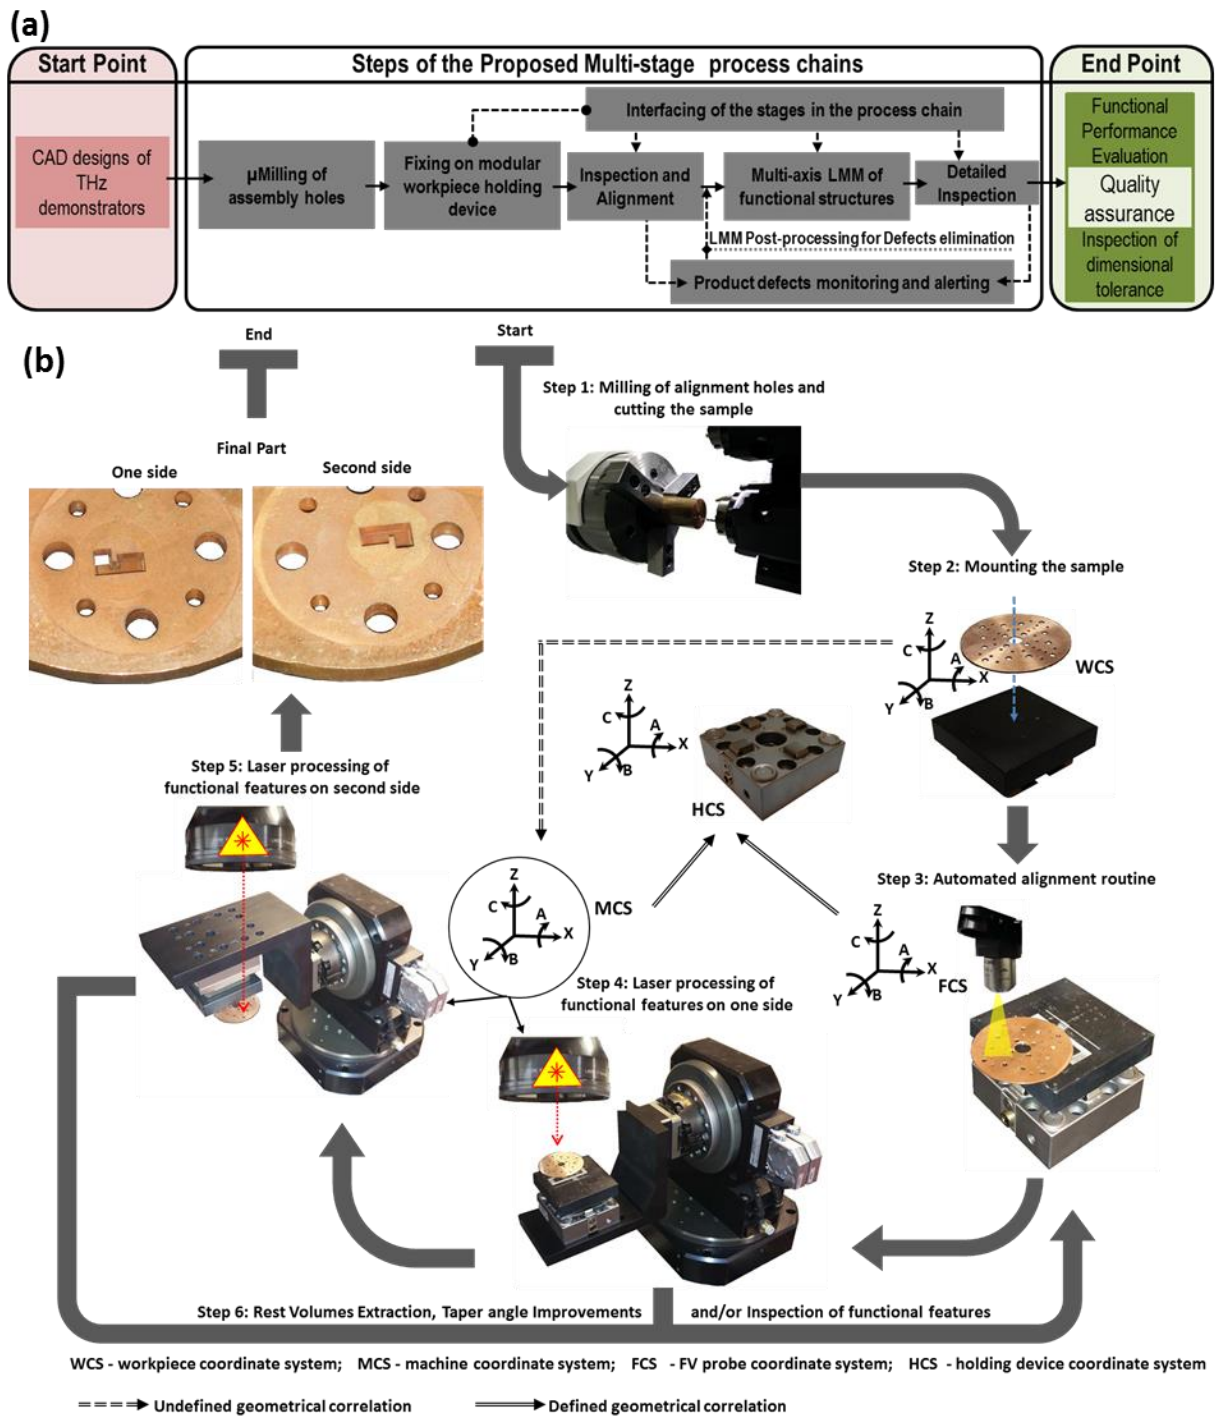 (a)
Start Point
Steps of the Proposed Multi-stage process chains
End Point
CAD designs of
THz
demonstrators
µMilling of
assembly holes
Fixing on modular
workpiece holding
device
Interfacing of the stages in the process chain
Inspection and
Alignment
Multi-axis LMM of
functional structures
Detailed
Inspection
LMM Post-processing for Defects elimination
Product defects monitoring and alerting
Functional
Performance
Evaluation
Quality
assurance
Inspection of
dimensional
tolerance
(b)
End
Start
Step 1: Milling of alignment holes and
cutting the sample
Final Part
One side
Second side
Step 2: Mounting the sample
Z
C
A
X
Y
B
WCS
Z
C
A
X
Y
B
HCS
Step 5: Laser processing of
functional features on second side
Step 3: Automated alignment routine
Z
C
A
X
Y
B
MCS
Z
C
A
X
Y
B
FCS
Step 4: Laser processing of
functional features on one side
Step 6: Rest Volumes Extraction, Taper angle Improvements and/or Inspection of functional features
WCS - workpiece coordinate system; MCS - machine coordinate system; FCS - FV probe coordinate system; HCS - holding device coordinate system
Undefined geometrical correlation
Defined geometrical correlation